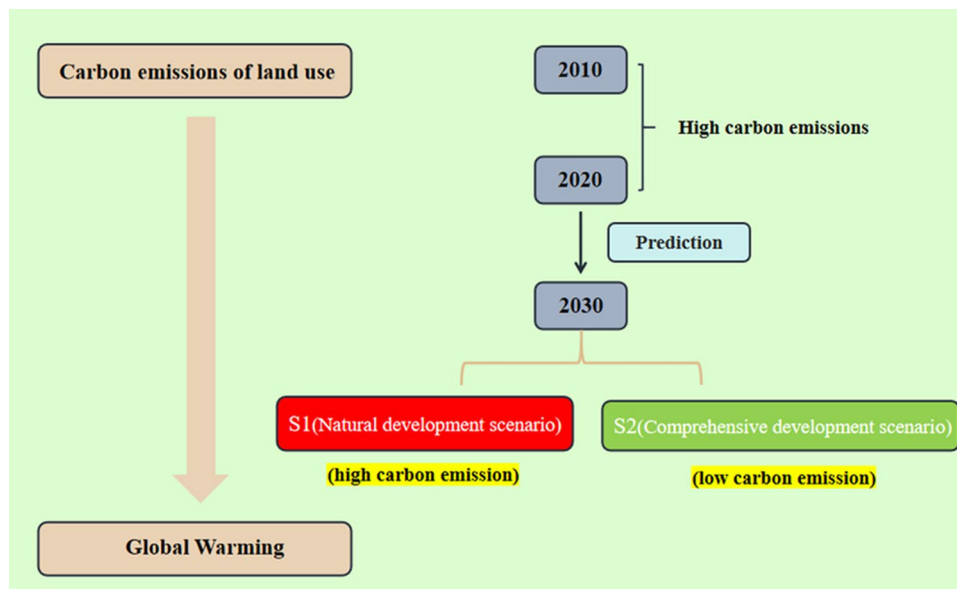 Carbon emissions of land use
2010
High carbon emissions
2020
Prediction
2030
S1(Natural development scenario)
S2(Comprehensive development scenario)
(high carbon emission)
(low carbon emission)
Global Warming